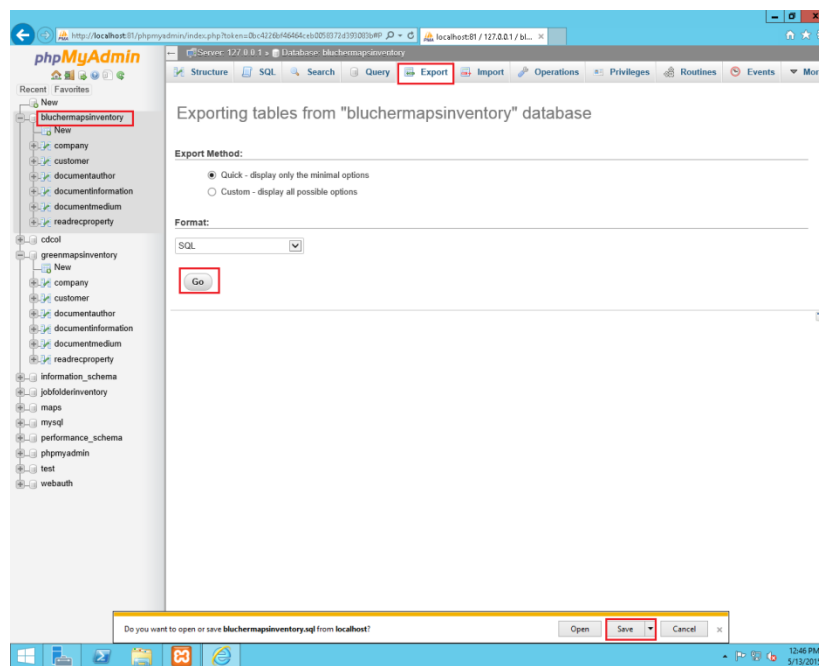 http://localhost:81/phpmyadmin/index.php?token=
localhost:81 / 127.0.0.1 / bl...
phpMyAdmin
Server: 127.0.0.1 » Database: bluchermapsinventory
Structure SQL Search Query Export Import Operations Privileges Routines Events Mor
Recent Favorites
New
bluchermapsinventory
New
company
customer
documentauthor
documentinformation
documentmedium
readrecproperty
cdcol
greenmapsinventory
New
company
customer
documentauthor
documentinformation
documentmedium
readrecproperty
information_schema
jobfolderinventory
maps
mysql
performance_schema
phpmyadmin
test
webauth
Exporting tables from "bluchermapsinventory" database
Export Method:
Quick - display only the minimal options
Custom - display all possible options
Format:
SQL
Go
Do you want to open or save bluchermapsinventory.sql from localhost?
Open Save Cancel
12:46 PM
5/13/2015